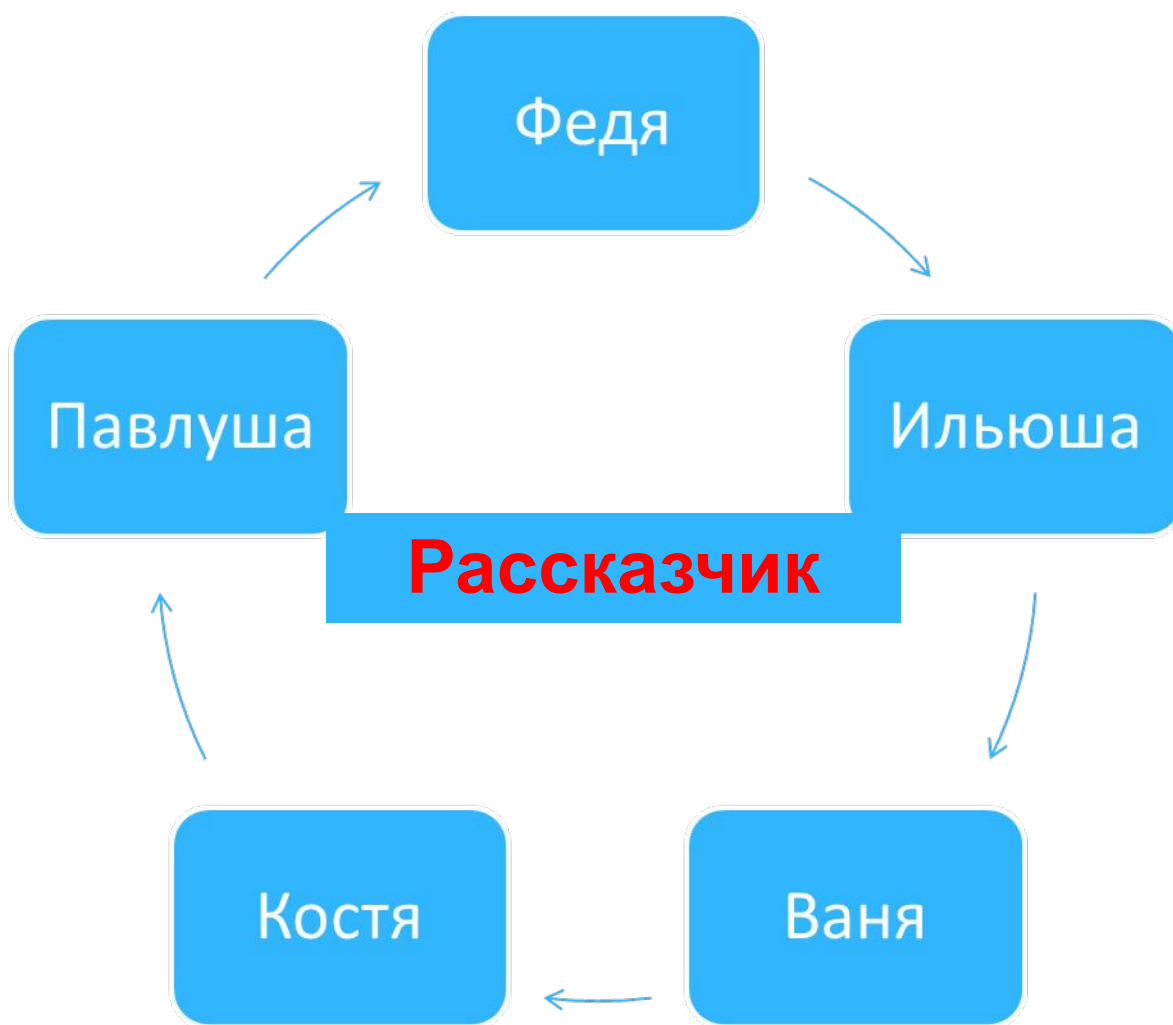 Федя
Павлуша
Ильюша
Рассказчик
Костя
Ваня